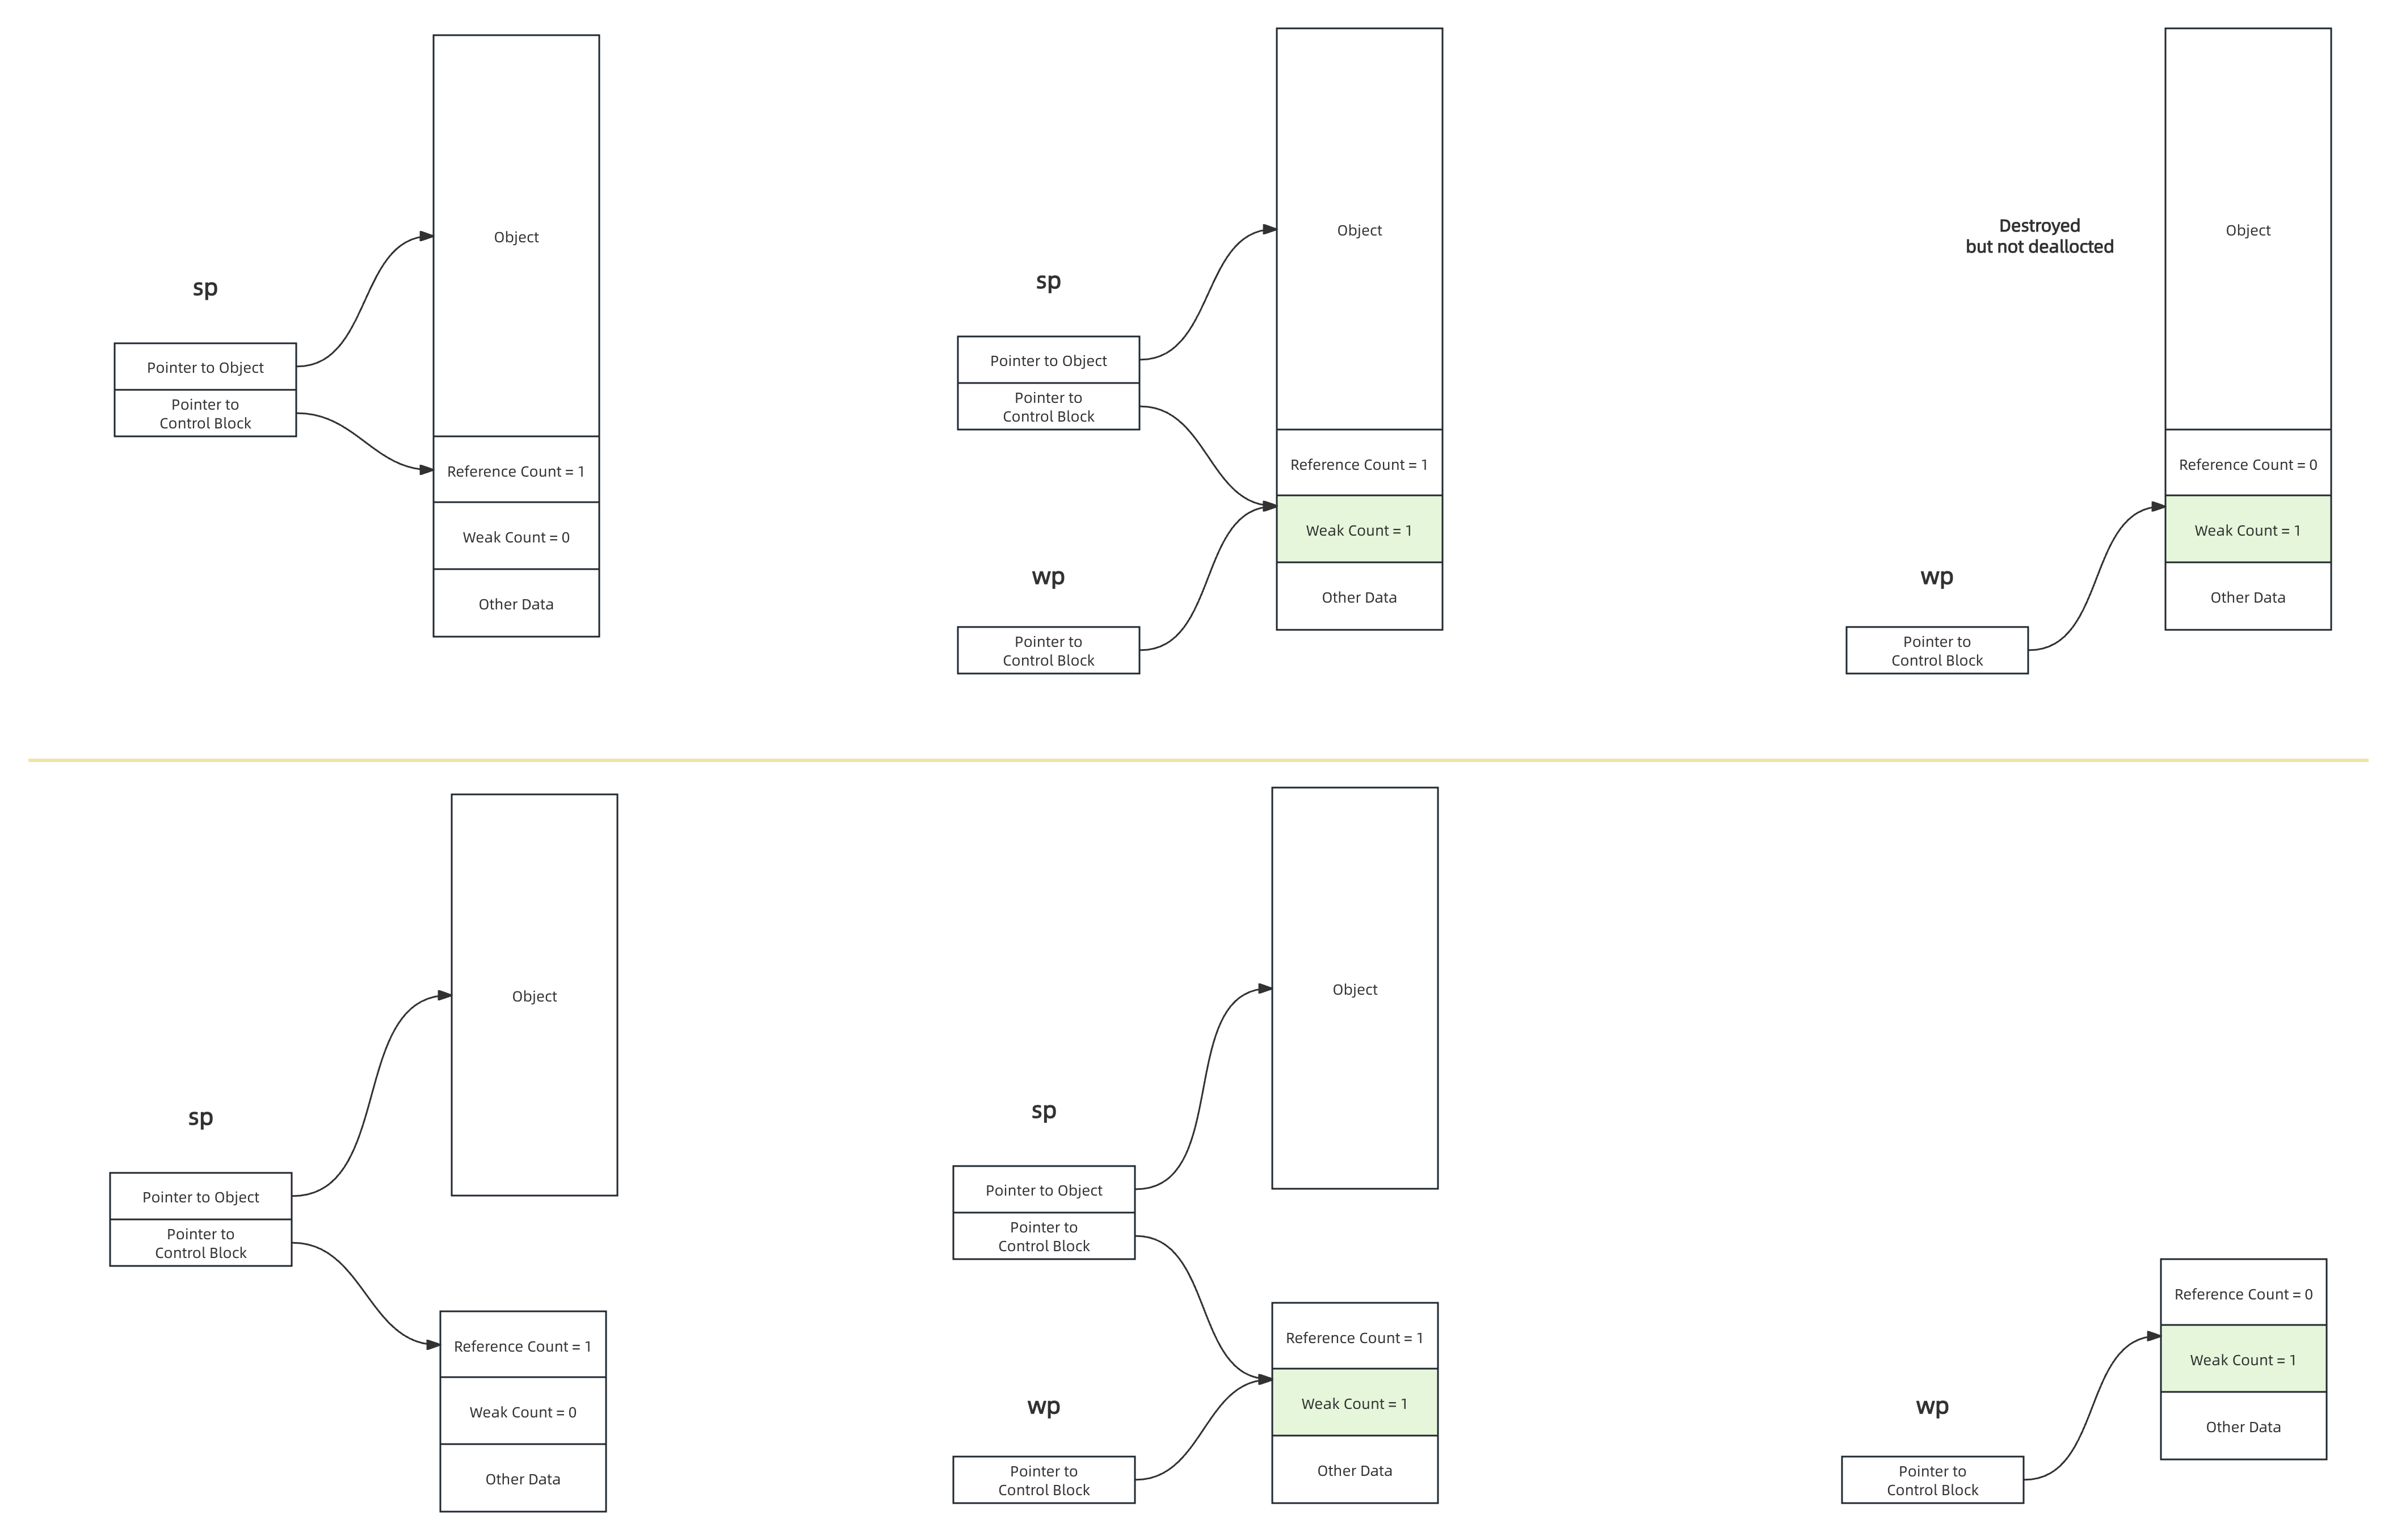 sp
Pointer to Object
Pointer to
Control Block
Object
Reference Count = 1
Weak Count = 0
Other Data
sp
Pointer to Object
Pointer to
Control Block
wp
Pointer to
Control Block
Object
Reference Count = 1
Weak Count = 1
Other Data
Destroyed
but not deallocted
wp
Pointer to
Control Block
Object
Reference Count = 0
Weak Count = 1
Other Data
sp
Pointer to Object
Pointer to
Control Block
Object
Reference Count = 1
Weak Count = 0
Other Data
sp
Pointer to Object
Pointer to
Control Block
wp
Pointer to
Control Block
Object
Reference Count = 1
Weak Count = 1
Other Data
wp
Pointer to
Control Block
Reference Count = 0
Weak Count = 1
Other Data